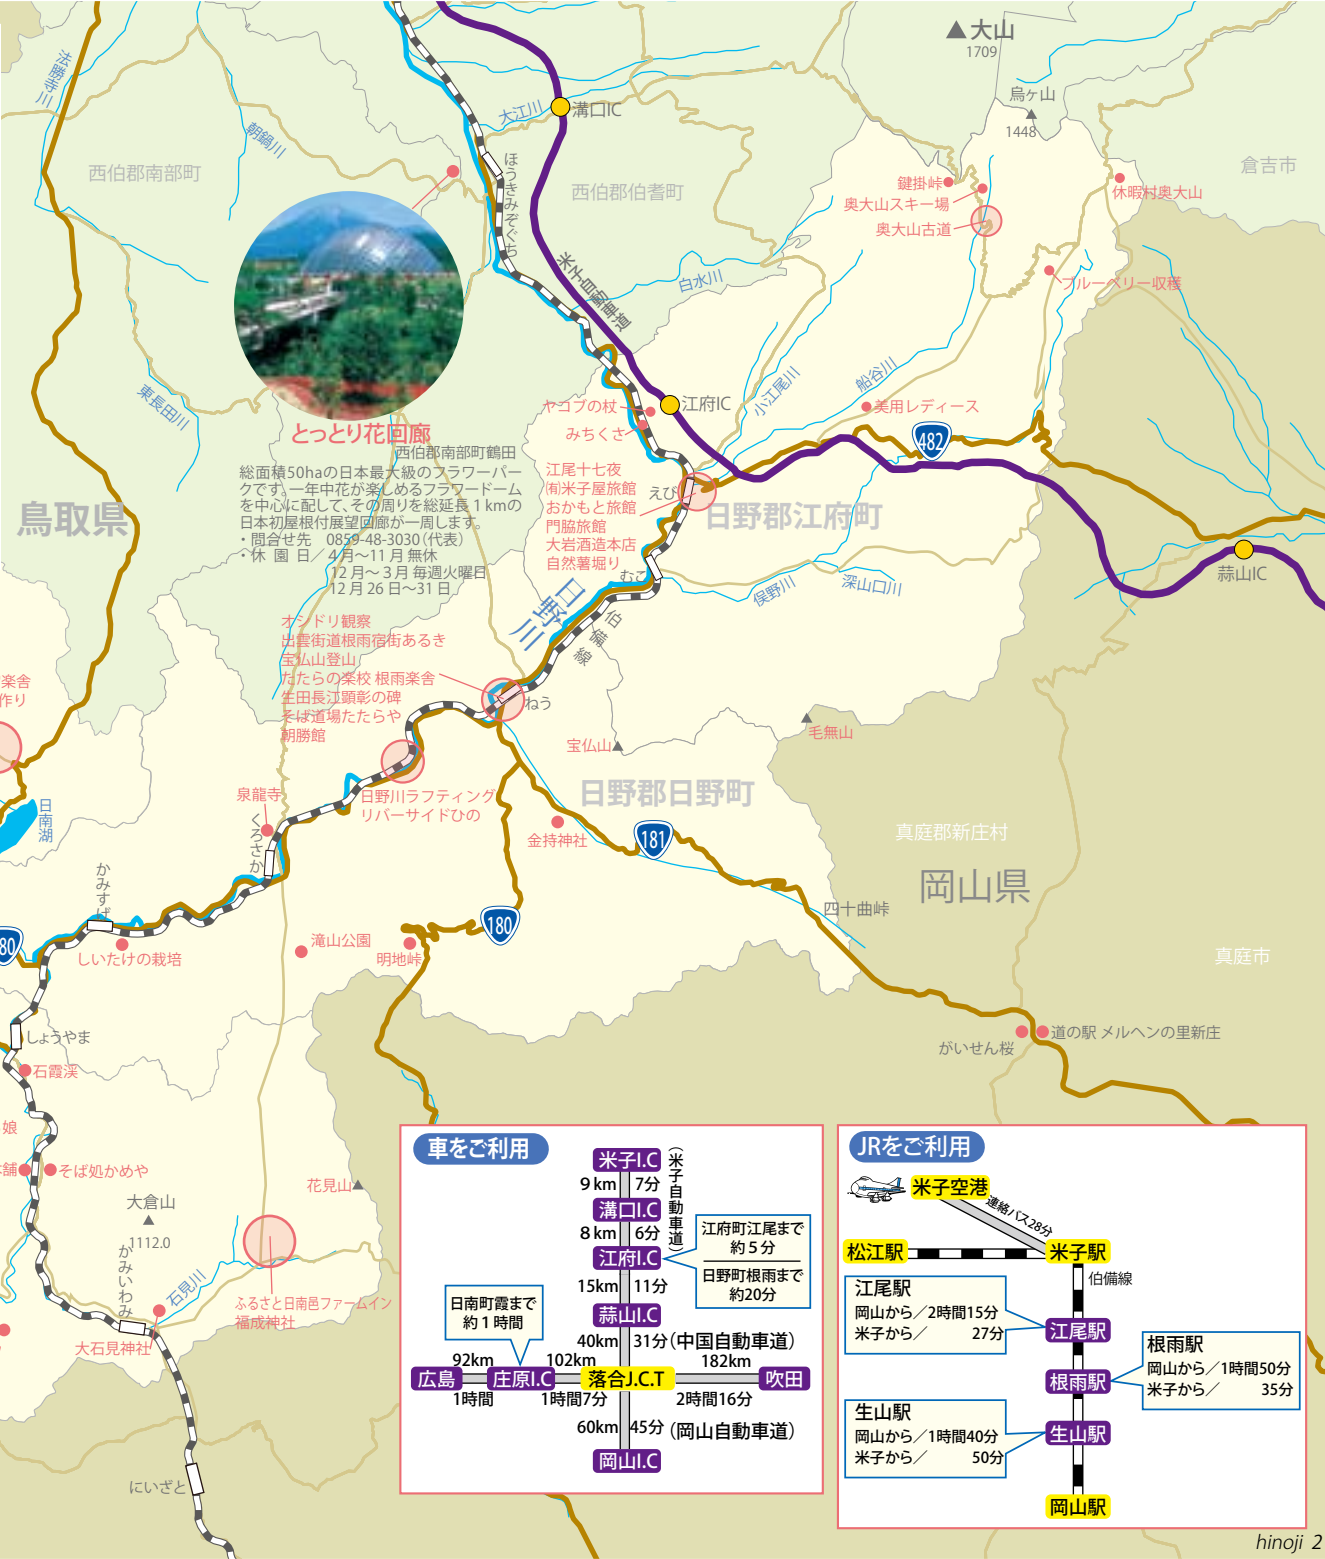 大山
1709
烏ヶ山
1448
法勝寺川
朝鍋川
大江川
溝口IC
ほうきみぞぐち
西伯郡南部町
西伯郡伯耆町
倉吉市
鍵掛峠
奥大山スキー場
奥大山古道
休暇村奥大山
ブルーベリー収穫
米子自動車道
白水川
東長田川
小江尾川
船谷川
ヤコブの杖
みちくさ
江府IC
美用レディース
482
とっとり花回廊
西伯郡南部町鶴田
総面積50haの日本最大級のフラワーパー
クです。一年中花が楽しめるフラワードーム
を中心に配して、その周りを総延長1kmの
日本初屋根付展望回廊が一周します。
・問合せ先 0859-48-3030(代表)
・休 園 日／4月〜11月無休
12月〜3月 毎週火曜日
12月26日〜31日
鳥取県
江尾十七夜
㈲米子屋旅館
おかもと旅館
門脇旅館
大岩酒造本店
自然薯堀り
えび
日野郡江府町
むこ
俣野川
深山口川
蒜山IC
日野川
伯備線
オシドリ観察
出雲街道根雨宿街あるき
宝仏山登山
たたらの楽校 根雨楽舎
生田長江顕彰の碑
そば道場たたらや
朝勝館
楽舎
作り
ねう
宝仏山
毛無山
日野川ラフティング
リバーサイドひの
日野郡日野町
泉龍寺
くろさか
日南湖
金持神社
181
真庭郡新庄村
岡山県
かみすげ
四十曲峠
180
80
滝山公園
明地峠
しいたけの栽培
真庭市
しょうやま
道の駅 メルヘンの里新庄
がいせん桜
石霞渓
娘
舗
そば処かめや
大倉山
1112.0
花見山
かみいわみ
石見川
ふるさと日南邑ファームイン
福成神社
大石見神社
にいざと
車をご利用
米子I.C
(米子自動車道)
9km 7分
溝口I.C
8km 6分
江府I.C
江府町江尾まで
約5分
日野町根雨まで
約20分
15km 11分
蒜山I.C
日南町霞まで
約1時間
40km 31分(中国自動車道)
92km 102km 182km
広島 庄原I.C 落合J.C.T 吹田
1時間 1時間7分 2時間16分
60km 45分 (岡山自動車道)
岡山I.C
JRをご利用
米子空港
連絡バス28分
松江駅 米子駅
伯備線
江尾駅
岡山から／2時間15分
米子から／ 27分
江尾駅
根雨駅
岡山から／1時間50分
米子から／ 35分
根雨駅
生山駅
岡山から／1時間40分
米子から／ 50分
生山駅
岡山駅
hinoji 2